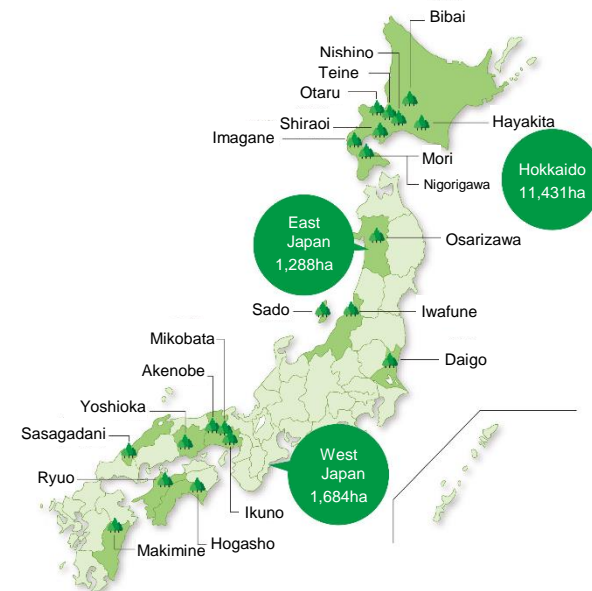 Bibai
Nishino
Teine
Otaru
Shiraoi
Hayakita
Imagane
Mori
Nigorigawa
Hokkaido
11,431ha
East
Japan
1,288ha
Osarizawa
Sado
Iwafune
Mikobata
Daigo
Akenobe
Yoshioka
Sasagadani
West
Japan
1,684ha
Ryuo
Ikuno
Makimine
Hogasho